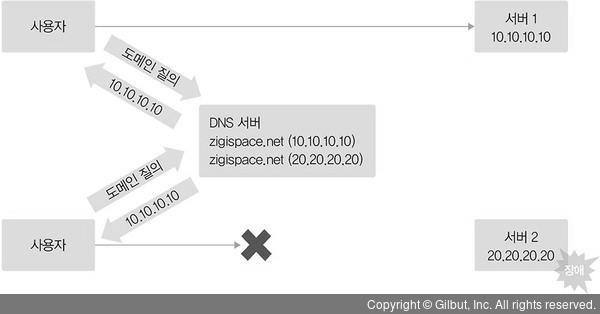 사용자
서버 1
10.10.10.10
도메인 질의
10.10.10.10
DNS 서버
zigispace.net (10.10.10.10)
zigispace.net (20.20.20.20)
도메인 질의
10.10.10.10
사용자
서버 2
20.20.20.20
장애
Copyright © Gilbut, Inc. All rights reserved.